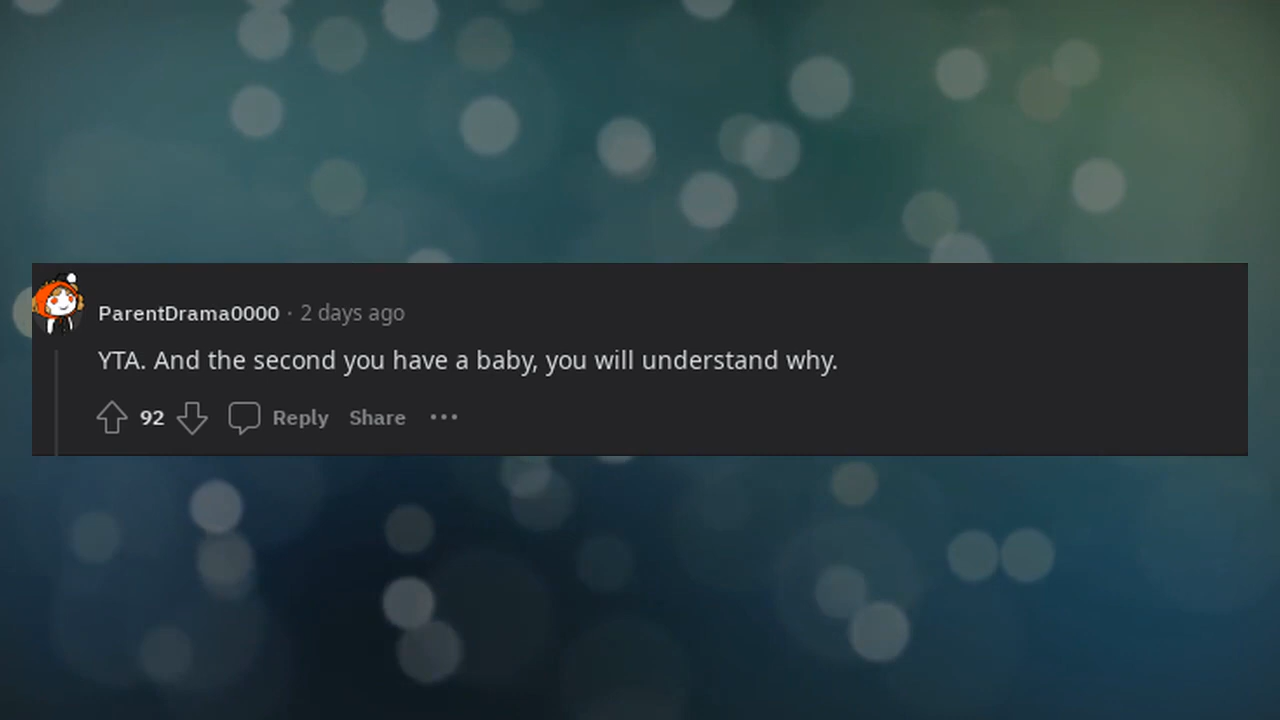 ParentDrama0000 · 2 days ago
YTA. And the second you have a baby, you will understand why.
92 Reply Share ···